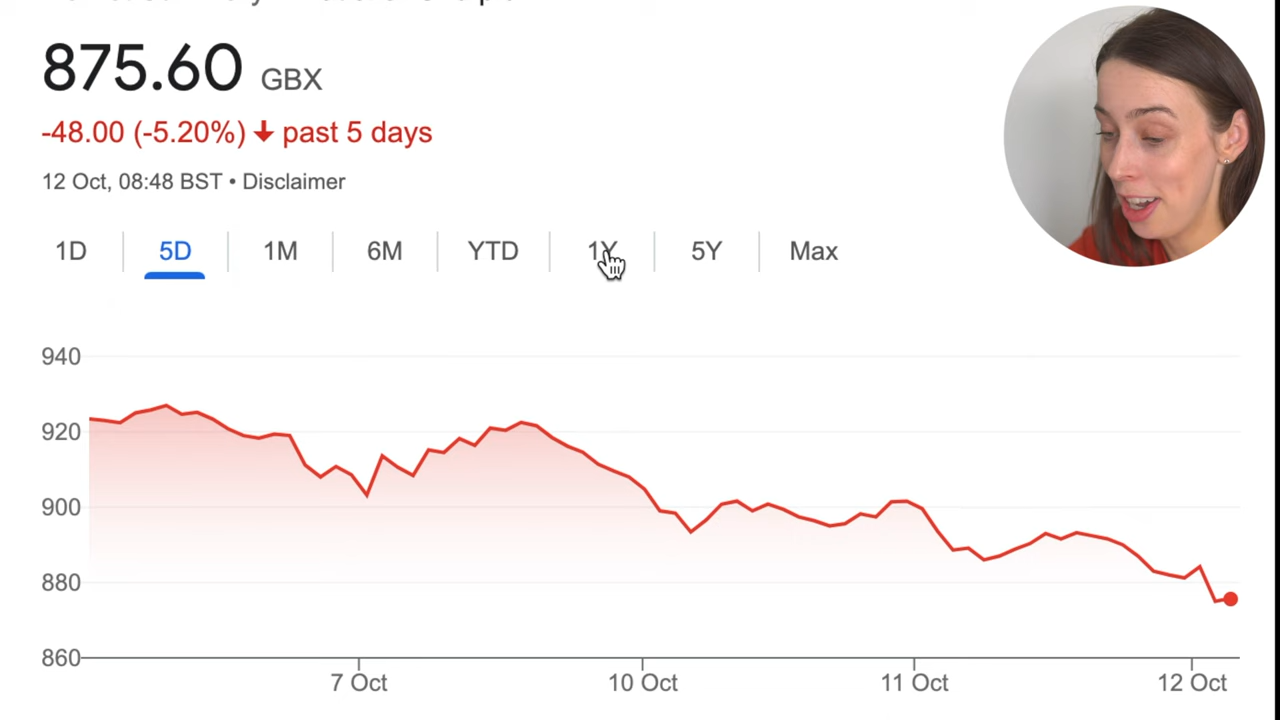 875.60 GBX
-48.00 (-5.20%) ↓ past 5 days
12 Oct, 08:48 BST • Disclaimer
1D 5D 1M 6M YTD 1Y 5Y Max
940
920
900
880
860
7 Oct 10 Oct 11 Oct 12 Oct